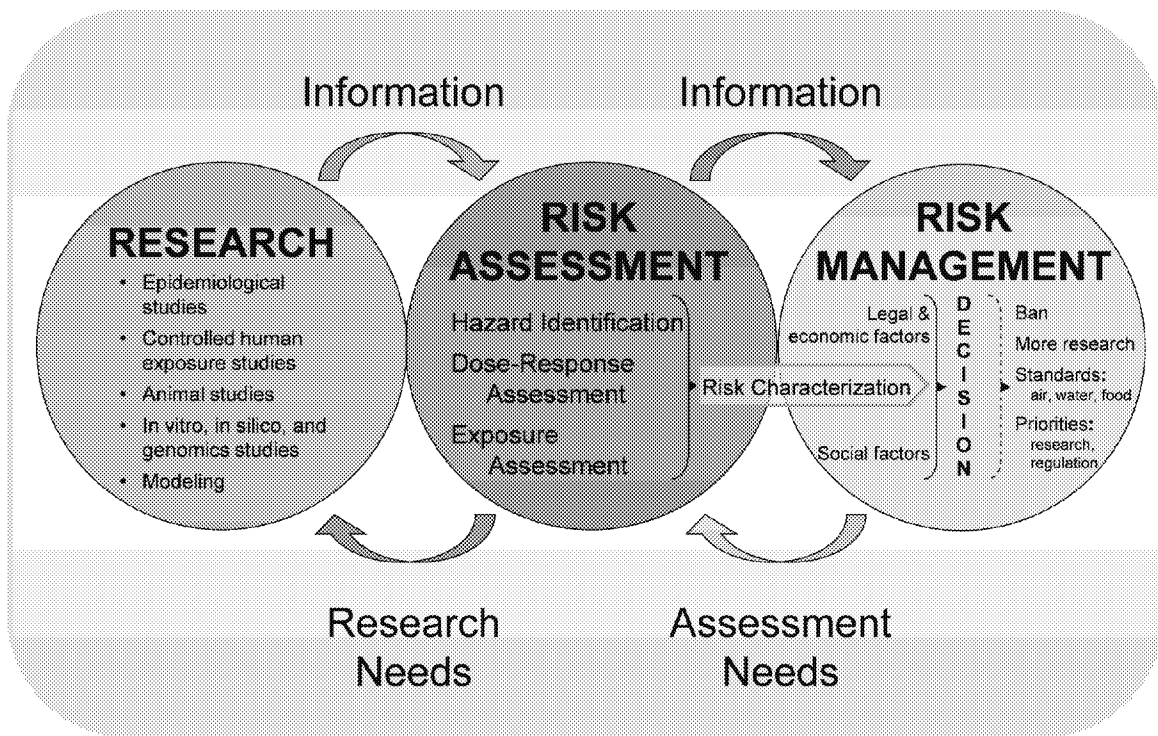 Information
Information
RESEARCH
• Epidemiological
studies
• Controlled human
exposure studies
• Animal studies
• In vitro, in silico, and
genomics studies
• Modeling
RISK
ASSESSMENT
Hazard Identification
Dose-Response
Assessment
Exposure
Assessment
Risk Characterization
RISK
MANAGEMENT
Legal &
economic factors
Social factors
D
E
C
I
S
I
O
N
Ban
More research
Standards:
air, water, food
Priorities:
research,
regulation
Research
Needs
Assessment
Needs